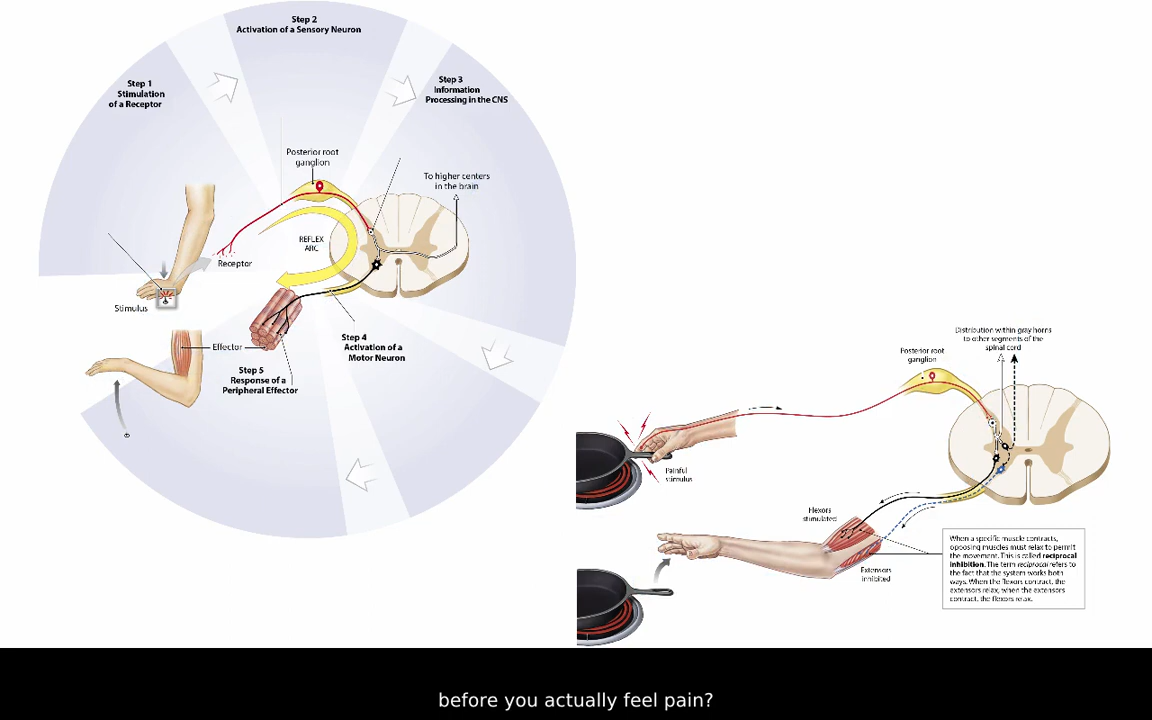 Step 2
Activation of a Sensory Neuron
Step 1
Stimulation
of a Receptor
Step 3
Information
Processing in the CNS
Posterior root
ganglion
To higher centers
in the brain
REFLEX
ARC
Receptor
Stimulus
Effector
Step 4
Activation of a
Motor Neuron
Step 5
Response of a
Peripheral Effector
Distribution within gray horns
to other segments of the
spinal cord
Posterior root
ganglion
Painful
stimulus
Flexors
stimulated
Extensors
inhibited
When a specific muscle contracts,
opposing muscles must relax to permit
the movement. This is called reciprocal
inhibition. The term reciprocal refers to
the fact that the system works both
ways. When the flexors contract, the
extensors relax, when the extensors
contract, the flexors relax.
before you actually feel pain?